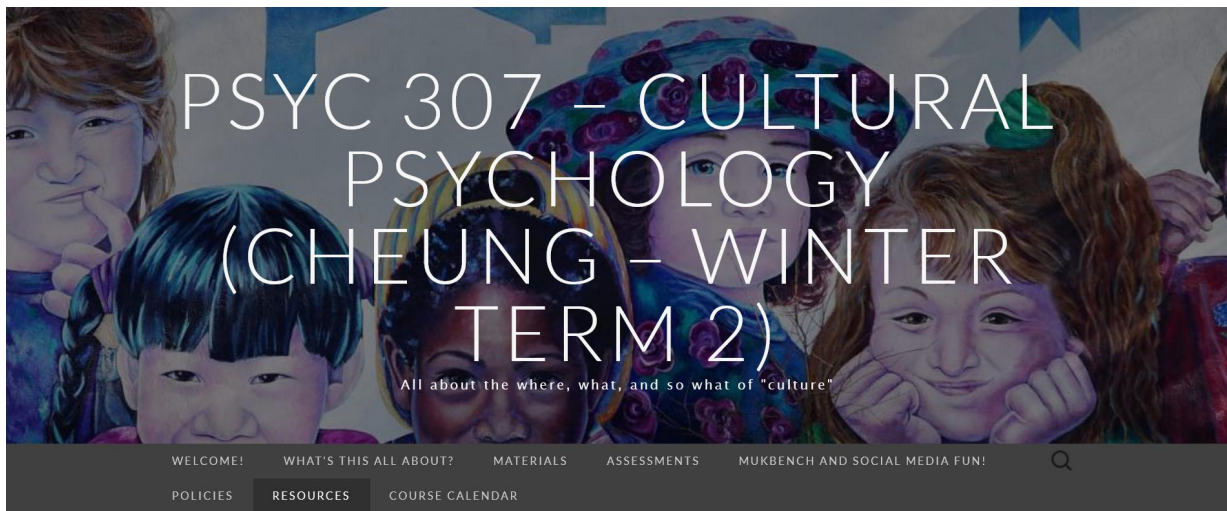 PSYC 307 – CULTURAL
PSYCHOLOGY
(CHEUNG – WINTER
TERM 2)
All about the where, what, and so what of "culture"
WELCOME! WHAT'S THIS ALL ABOUT? MATERIALS ASSESSMENTS MUKBENCH AND SOCIAL MEDIA FUN!
POLICIES RESOURCES COURSE CALENDAR